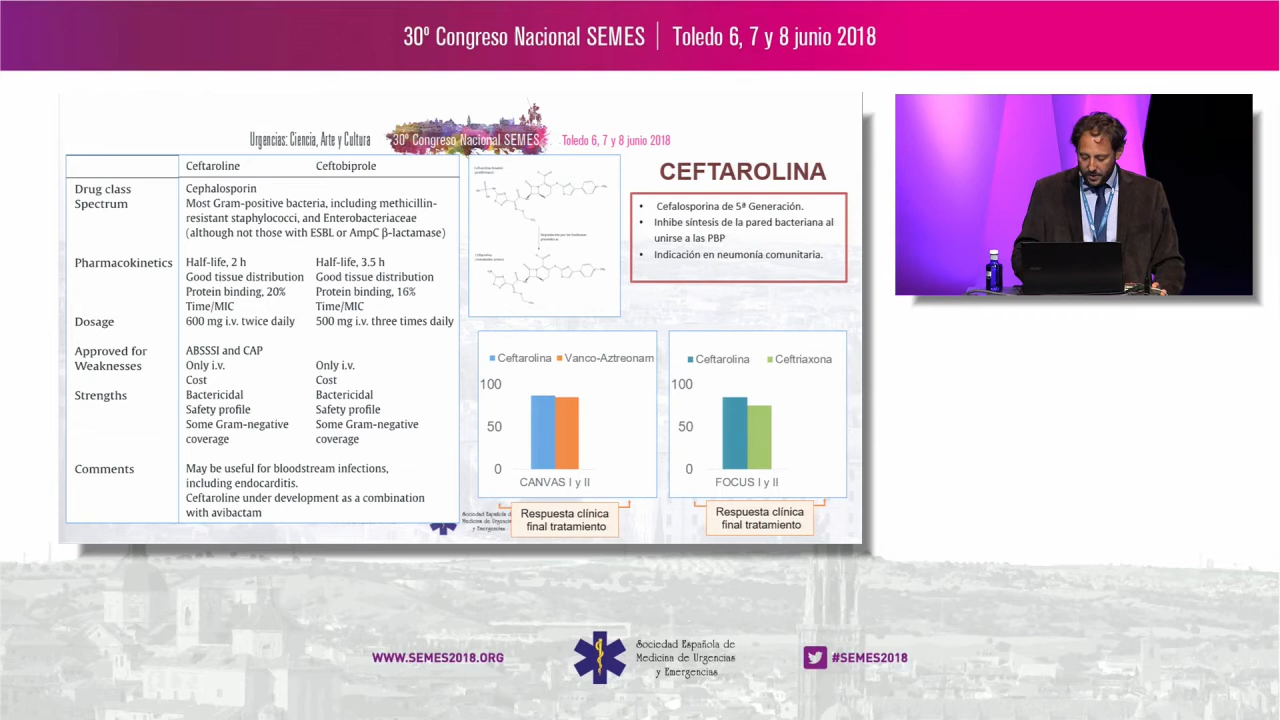 30º Congreso Nacional SEMES | Toledo 6, 7 y 8 junio 2018
Urgencias: Ciencia, Arte y Cultura
30º Congreso Nacional SEMES
Toledo 6, 7 y 8 junio 2018
Ceftaroline Ceftobiprole
Drug class Cephalosporin
Spectrum Most Gram-positive bacteria, including methicillin-
resistant staphylococci, and Enterobacteriaceae
(although not those with ESBL or AmpC β-lactamase)
Pharmacokinetics Half-life, 2 h Half-life, 3.5 h
Good tissue distribution Good tissue distribution
Protein binding, 20% Protein binding, 16%
Time/MIC Time/MIC
Dosage 600 mg i.v. twice daily 500 mg i.v. three times daily
Approved for ABSSSI and CAP
Weaknesses Only i.v. Only i.v.
Cost Cost
Strengths Bactericidal Bactericidal
Safety profile Safety profile
Some Gram-negative Some Gram-negative
coverage coverage
Comments May be useful for bloodstream infections,
including endocarditis.
Ceftaroline under development as a combination
with avibactam
CEFTAROLINA
• Cefalosporina de 5ª Generación.
• Inhibe síntesis de la pared bacteriana al
unirse a las PBP
• Indicación en neumonía comunitaria.
Ceftarolina Vanco-Aztreonam
100
50
0
CANVAS I y II
Respuesta clínica
final tratamiento
Ceftarolina Ceftriaxona
100
50
0
FOCUS I y II
Respuesta clínica
final tratamiento
Sociedad Española de
Medicina de Urgencias
y Emergencias
WWW.SEMES2018.ORG
Sociedad Española de
Medicina de Urgencias
y Emergencias
#SEMES2018